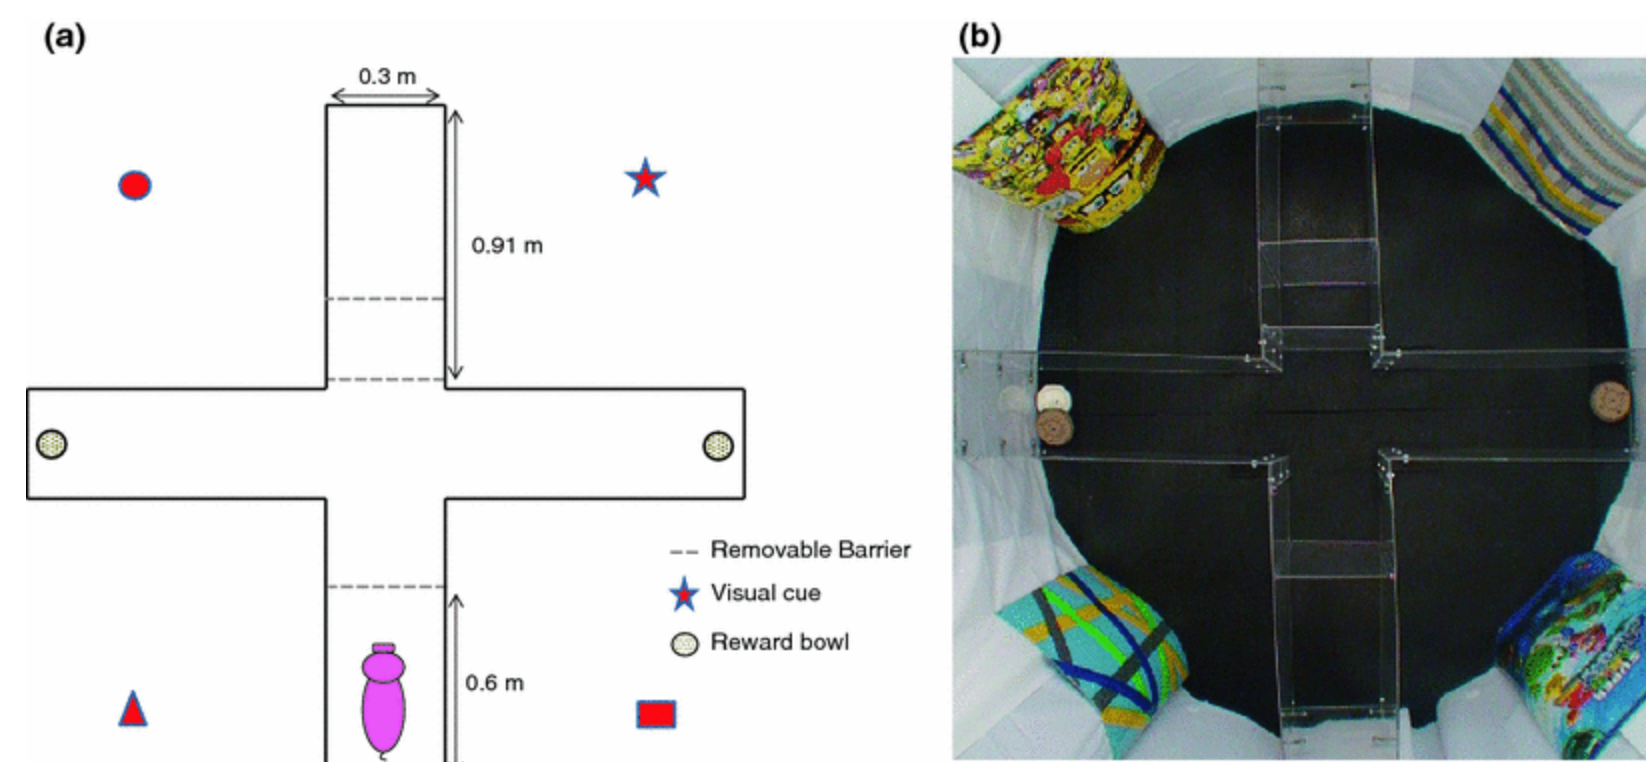 (a)
0.3 m
0.91 m
Removable Barrier
Visual cue
Reward bowl
0.6 m
(b)